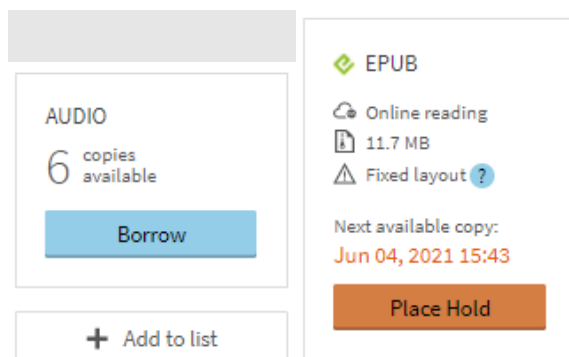 AUDIO
6 copies
available
Borrow
+ Add to list
EPUB
Online reading
11.7 MB
Fixed layout ?
Next available copy:
Jun 04, 2021 15:43
Place Hold